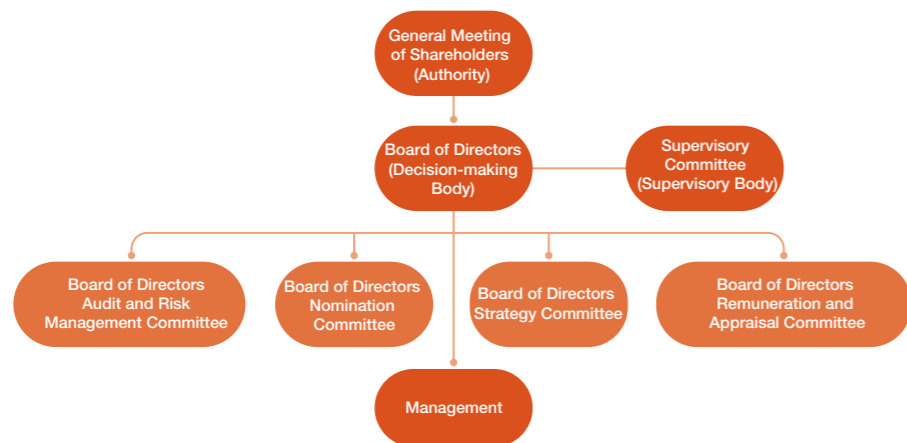 General Meeting
of Shareholders
(Authority)
Board of Directors
(Decision-making
Body)
Supervisory
Committee
(Supervisory Body)
Board of Directors
Audit and Risk
Management Committee
Board of Directors
Nomination
Committee
Board of Directors
Strategy Committee
Board of Directors
Remuneration and
Appraisal Committee
Management